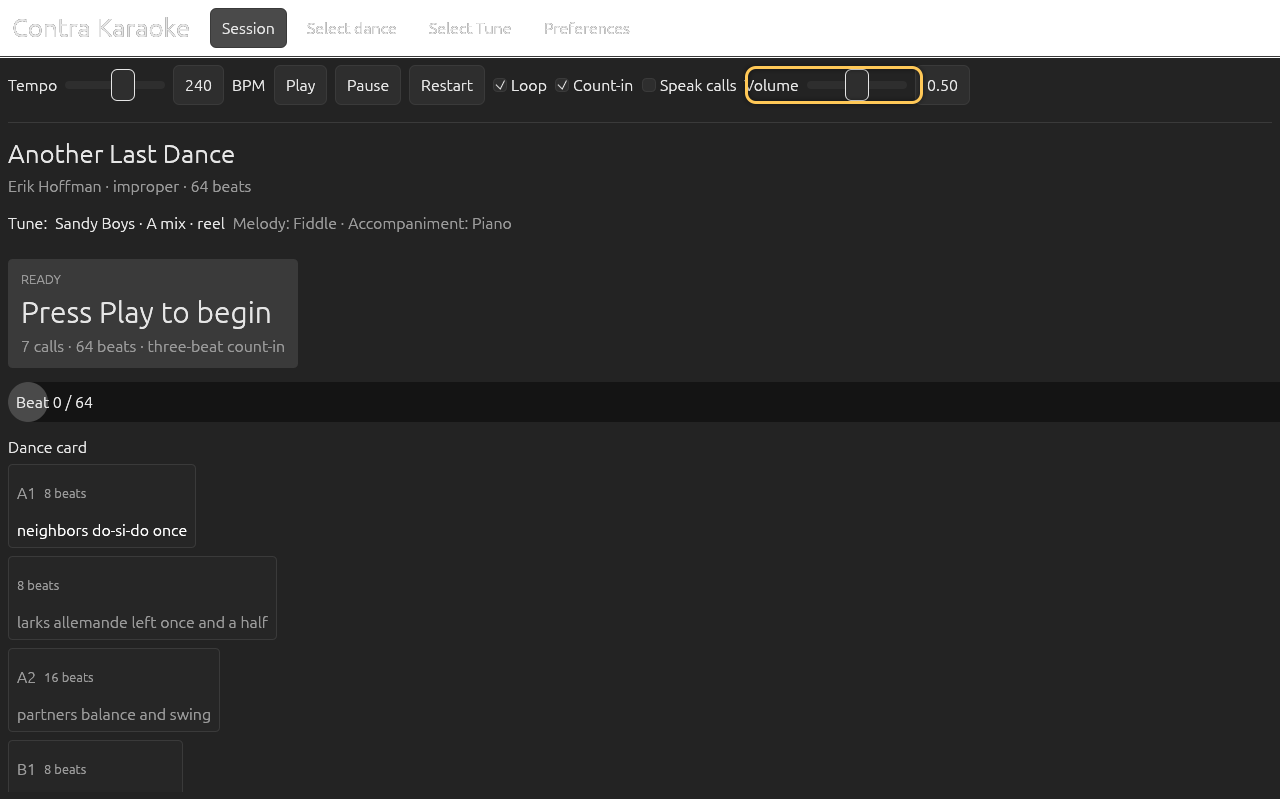 Contra Karaoke Session Select dance Select Tune Preferences
Tempo 240 BPM Play Pause Restart Loop Count-in Speak calls Volume 0.50
Another Last Dance
Erik Hoffman · improper · 64 beats
Tune: Sandy Boys · A mix · reel Melody: Fiddle · Accompaniment: Piano
READY
Press Play to begin
7 calls · 64 beats · three-beat count-in
Beat 0 / 64
Dance card
A1 8 beats
neighbors do-si-do once
8 beats
larks allemande left once and a half
A2 16 beats
partners balance and swing
B1 8 beats